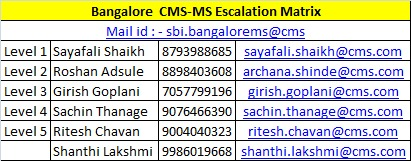 Bangalore  CMS-MS Escalation Matrix
Mail id : - sbi.bangalorems@cms
Level 1 Sayafali Shaikh 8793988685 sayafali.shaikh@cms.com
Level 2 Roshan Adsule 8898403608 archana.shinde@cms.com
Level 3 Girish Goplani 7057799196 girish.goplani@cms.com
Level 4 Sachin Thanage 9076466390 sachin.thanage@cms.com
Level 5 Ritesh Chavan 9004040323 ritesh.chavan@cms.com
Shanthi Lakshmi 9986019668 shanthi.lakshmi@cms.com